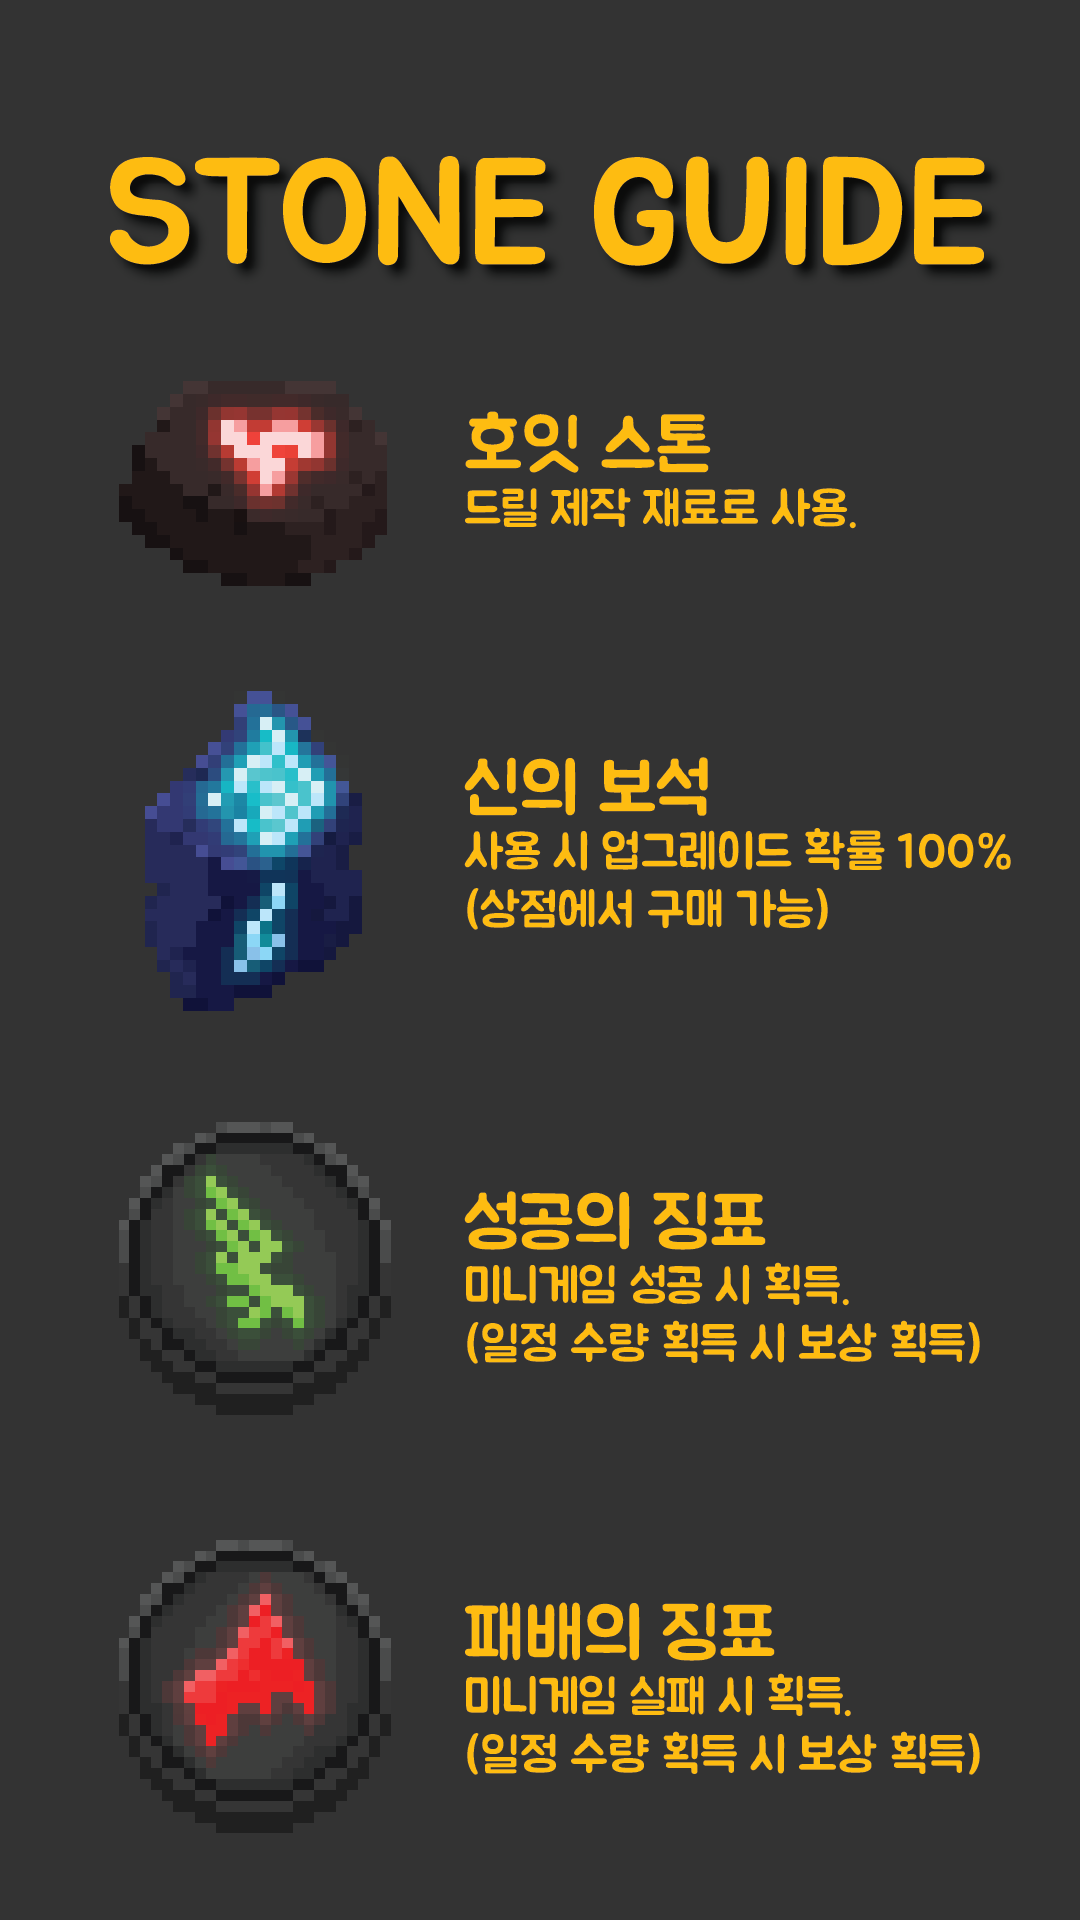 STONE GUIDE
호잇 스톤
드릴 제작 재료로 사용.
신의 보석
사용 시 업그레이드 확률 100%
(상점에서 구매 가능)
성공의 징표
미니게임 성공 시 획득.
(일정 수량 획득 시 보상 획득)
패배의 징표
미니게임 실패 시 획득.
(일정 수량 획득 시 보상 획득)